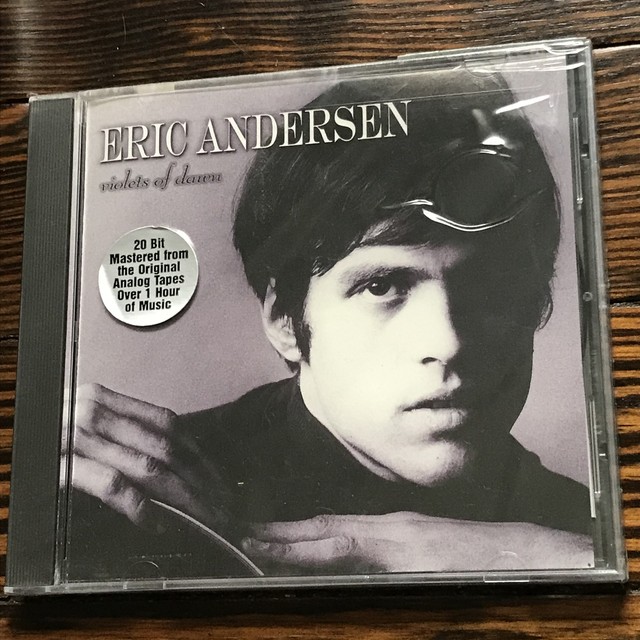 ERIC ANDERSEN
violets of dawn
20 Bit
Mastered from
the Original
Analog Tapes
Over 1 Hour
of Music